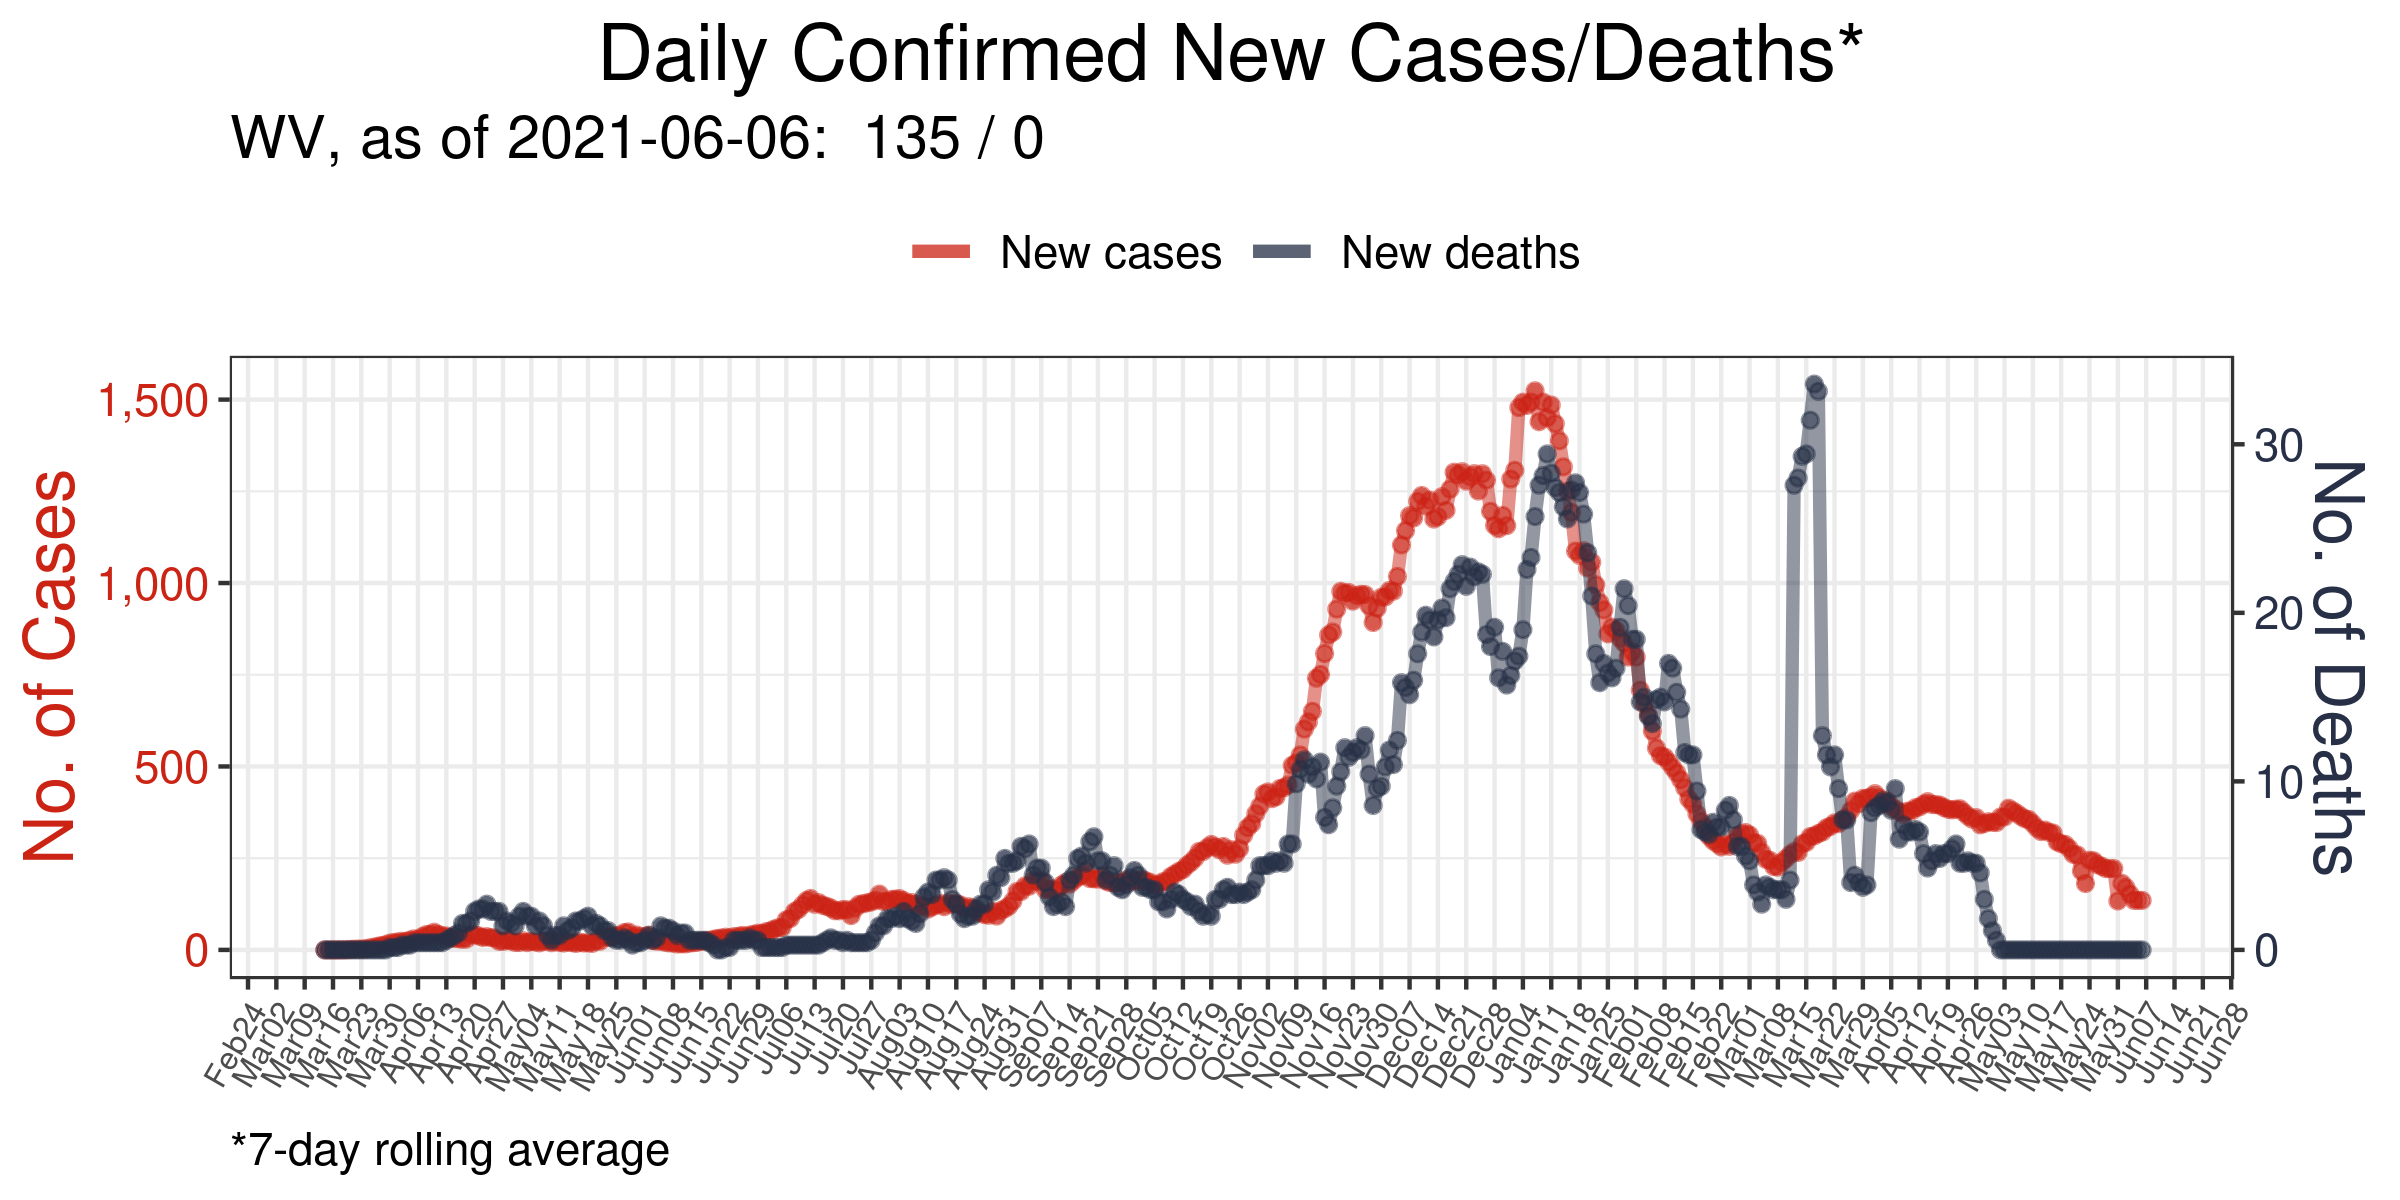 Daily Confirmed New Cases/Deaths*
WV, as of 2021-06-06:  135 / 0
New cases
New deaths
No. of Cases
1,500
1,000
500
0
30
20
10
0
No. of Deaths
Feb24
Mar02
Mar09
Mar16
Mar23
Mar30
Apr06
Apr13
Apr20
Apr27
May04
May11
May18
May25
Jun01
Jun08
Jun15
Jun22
Jun29
Jul06
Jul13
Jul20
Jul27
Aug03
Aug10
Aug17
Aug24
Aug31
Sep07
Sep14
Sep21
Sep28
Oct05
Oct12
Oct19
Oct26
Nov02
Nov09
Nov16
Nov23
Nov30
Dec07
Dec14
Dec21
Dec28
Jan04
Jan11
Jan18
Jan25
Feb01
Feb08
Feb15
Feb22
Mar01
Mar08
Mar15
Mar22
Mar29
Apr05
Apr12
Apr19
Apr26
May03
May10
May17
May24
May31
Jun07
Jun14
Jun21
Jun28
*7-day rolling average